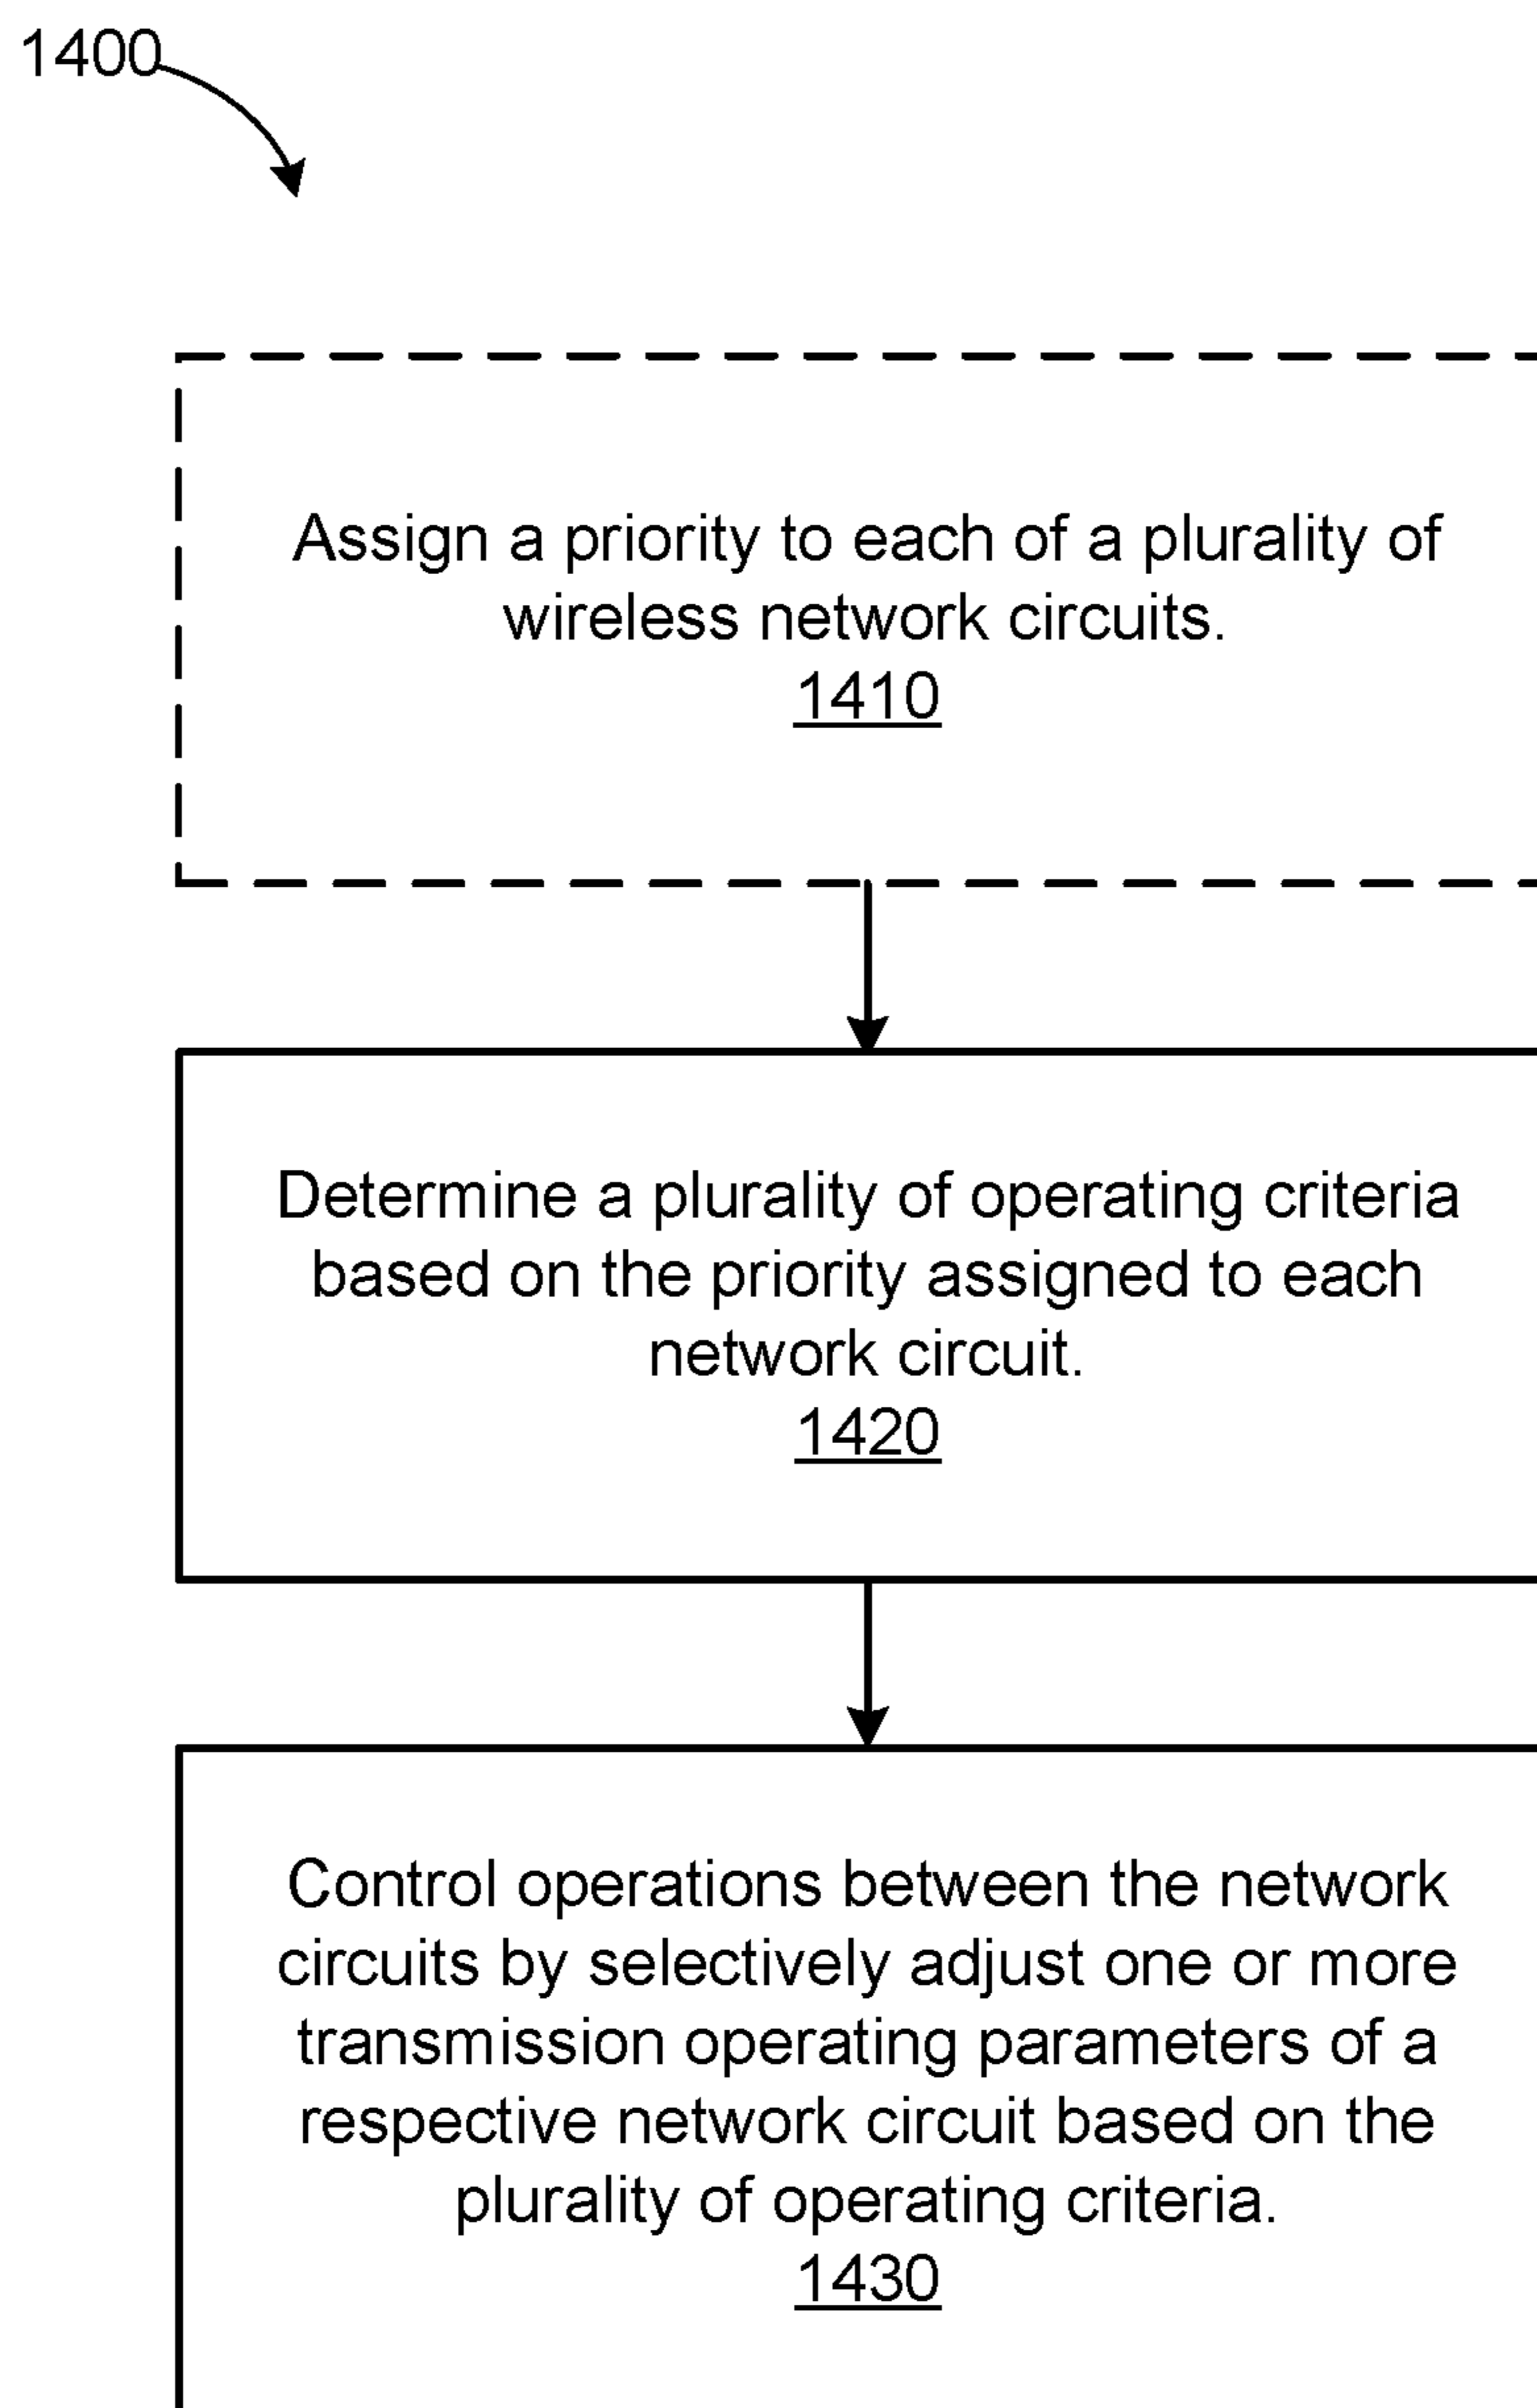 1400
Assign a priority to each of a plurality of
wireless network circuits.
1410
Determine a plurality of operating criteria
based on the priority assigned to each
network circuit.
1420
Control operations between the network
circuits by selectively adjust one or more
transmission operating parameters of a
respective network circuit based on the
plurality of operating criteria.
1430